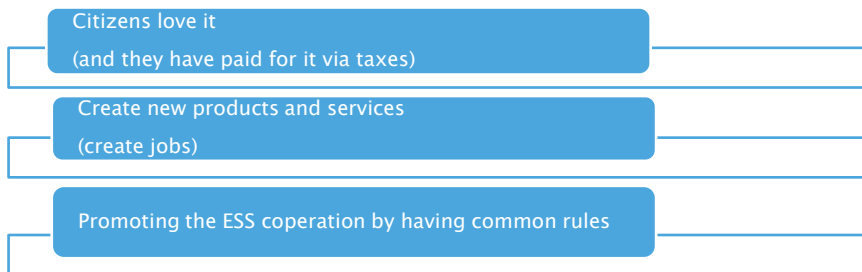 Citizens love it
(and they have paid for it via taxes)
Create new products and services
(create jobs)
Promoting the ESS coperation by having common rules